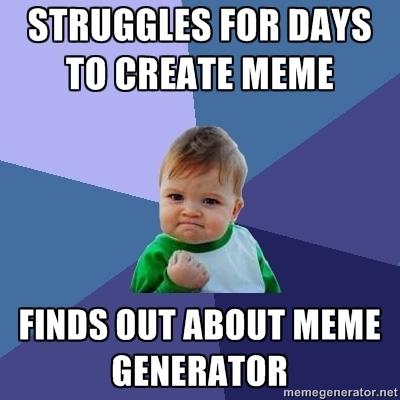 STRUGGLES FOR DAYS
TO CREATE MEME
FINDS OUT ABOUT MEME
GENERATOR
memegenerator.net